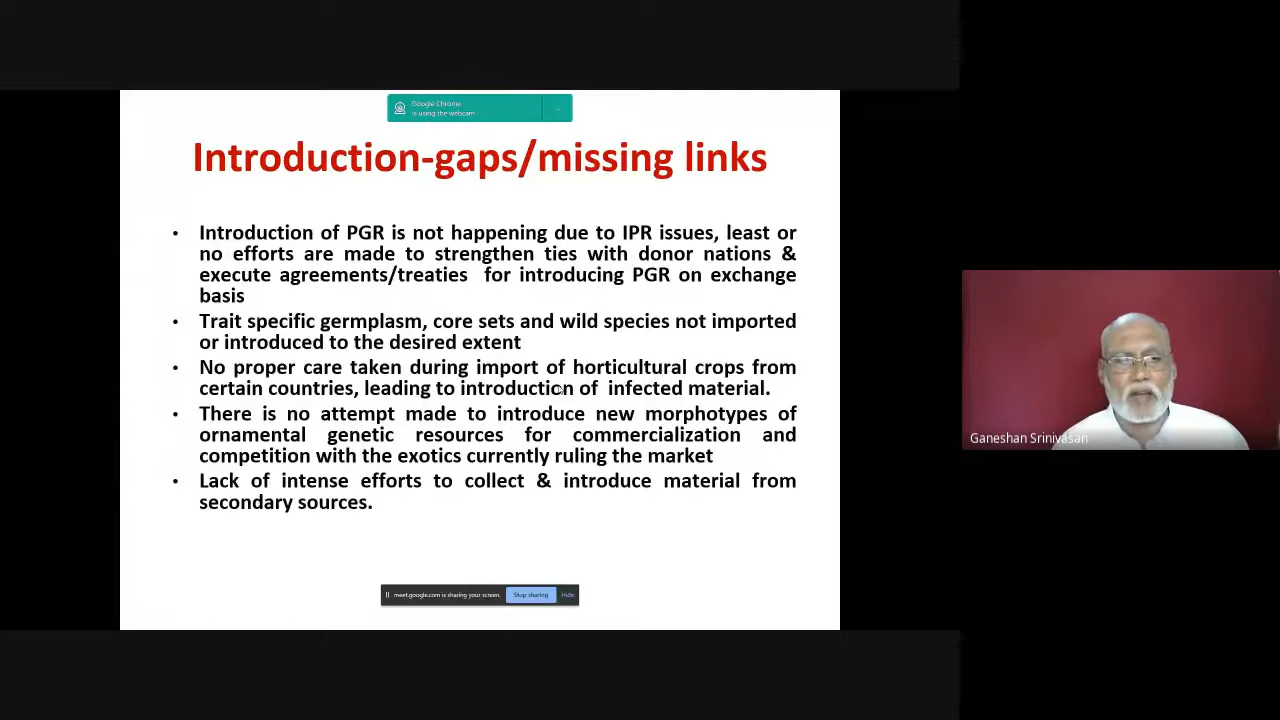 Google Chrome
is using the webcam
Introduction-gaps/missing links
• Introduction of PGR is not happening due to IPR issues, least or
no efforts are made to strengthen ties with donor nations &
execute agreements/treaties for introducing PGR on exchange
basis
• Trait specific germplasm, core sets and wild species not imported
or introduced to the desired extent
• No proper care taken during import of horticultural crops from
certain countries, leading to introduction of infected material.
• There is no attempt made to introduce new morphotypes of
ornamental genetic resources for commercialization and
competition with the exotics currently ruling the market
• Lack of intense efforts to collect & introduce material from
secondary sources.
Ganeshan Srinivasan
meet.google.com is sharing your screen. Stop sharing Hide